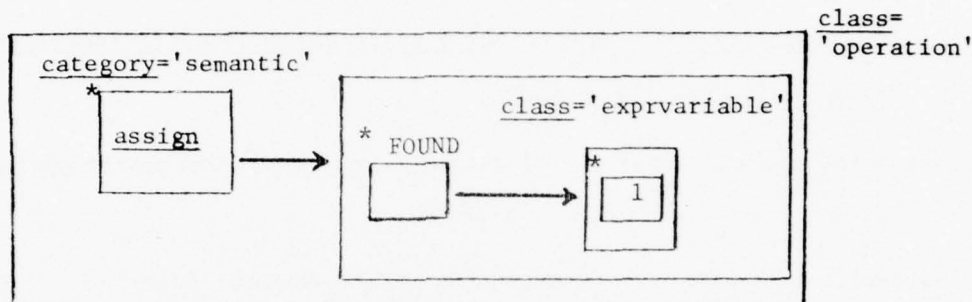 class=
'operation'
category='semantic'
*
assign
class='exprvariable'
*
FOUND
*
1